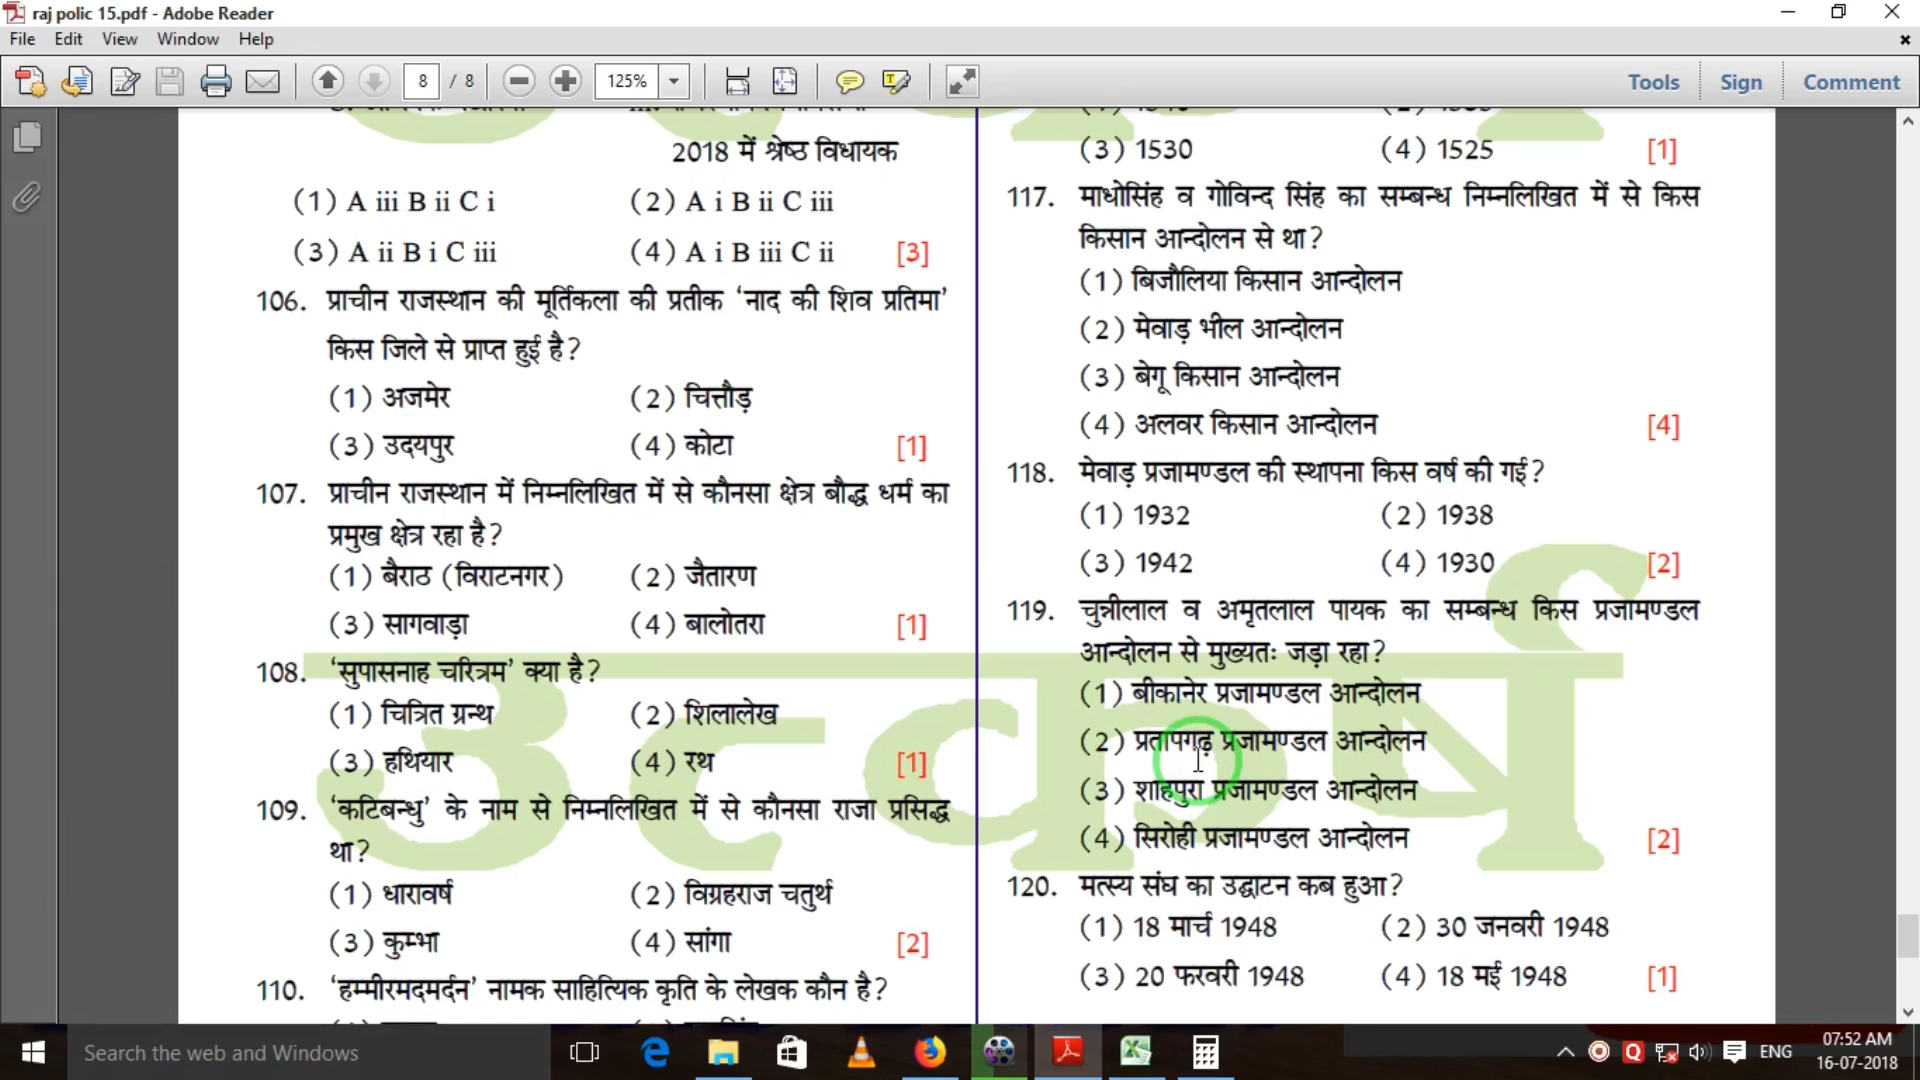 raj polic 15.pdf - Adobe Reader
File Edit View Window Help
8 / 8 125% Tools Sign Comment
2018 में श्रेष्ठ विधायक
(1) A iii B ii C i (2) A i B ii C iii
(3) A ii B i C iii (4) A i B iii C ii [3]
106. प्राचीन राजस्थान की मूर्तिकला की प्रतीक ‘नाद की शिव प्रतिमा’
किस जिले से प्राप्त हुई है?
(1) अजमेर (2) चित्तौड़
(3) उदयपुर (4) कोटा [1]
107. प्राचीन राजस्थान में निम्नलिखित में से कौनसा क्षेत्र बौद्ध धर्म का
प्रमुख क्षेत्र रहा है?
(1) बैराठ (विराटनगर) (2) जैतारण
(3) सागवाड़ा (4) बालोतरा [1]
108. ‘सुपासनाह चरित्रम’ क्या है?
(1) चित्रित ग्रन्थ (2) शिलालेख
(3) हथियार (4) रथ [1]
109. ‘कटिबन्धु’ के नाम से निम्नलिखित में से कौनसा राजा प्रसिद्ध
था?
(1) धारावर्ष (2) विग्रहराज चतुर्थ
(3) कुम्भा (4) सांगा [2]
110. ‘हम्मीरमदमर्दन’ नामक साहित्यिक कृति के लेखक कौन है?
(3) 1530 (4) 1525 [1]
117. माधोसिंह व गोविन्द सिंह का सम्बन्ध निम्नलिखित में से किस
किसान आन्दोलन से था?
(1) बिजौलिया किसान आन्दोलन
(2) मेवाड़ भील आन्दोलन
(3) बेगू किसान आन्दोलन
(4) अलवर किसान आन्दोलन [4]
118. मेवाड़ प्रजामण्डल की स्थापना किस वर्ष की गई?
(1) 1932 (2) 1938
(3) 1942 (4) 1930 [2]
119. चुन्नीलाल व अमृतलाल पायक का सम्बन्ध किस प्रजामण्डल
आन्दोलन से मुख्यतः जड़ा रहा?
(1) बीकानेर प्रजामण्डल आन्दोलन
(2) प्रतापगढ़ प्रजामण्डल आन्दोलन
(3) शाहपुरा प्रजामण्डल आन्दोलन
(4) सिरोही प्रजामण्डल आन्दोलन [2]
120. मत्स्य संघ का उद्घाटन कब हुआ?
(1) 18 मार्च 1948 (2) 30 जनवरी 1948
(3) 20 फरवरी 1948 (4) 18 मई 1948 [1]
उत्कर्ष
Search the web and Windows
ENG
07:52 AM
16-07-2018